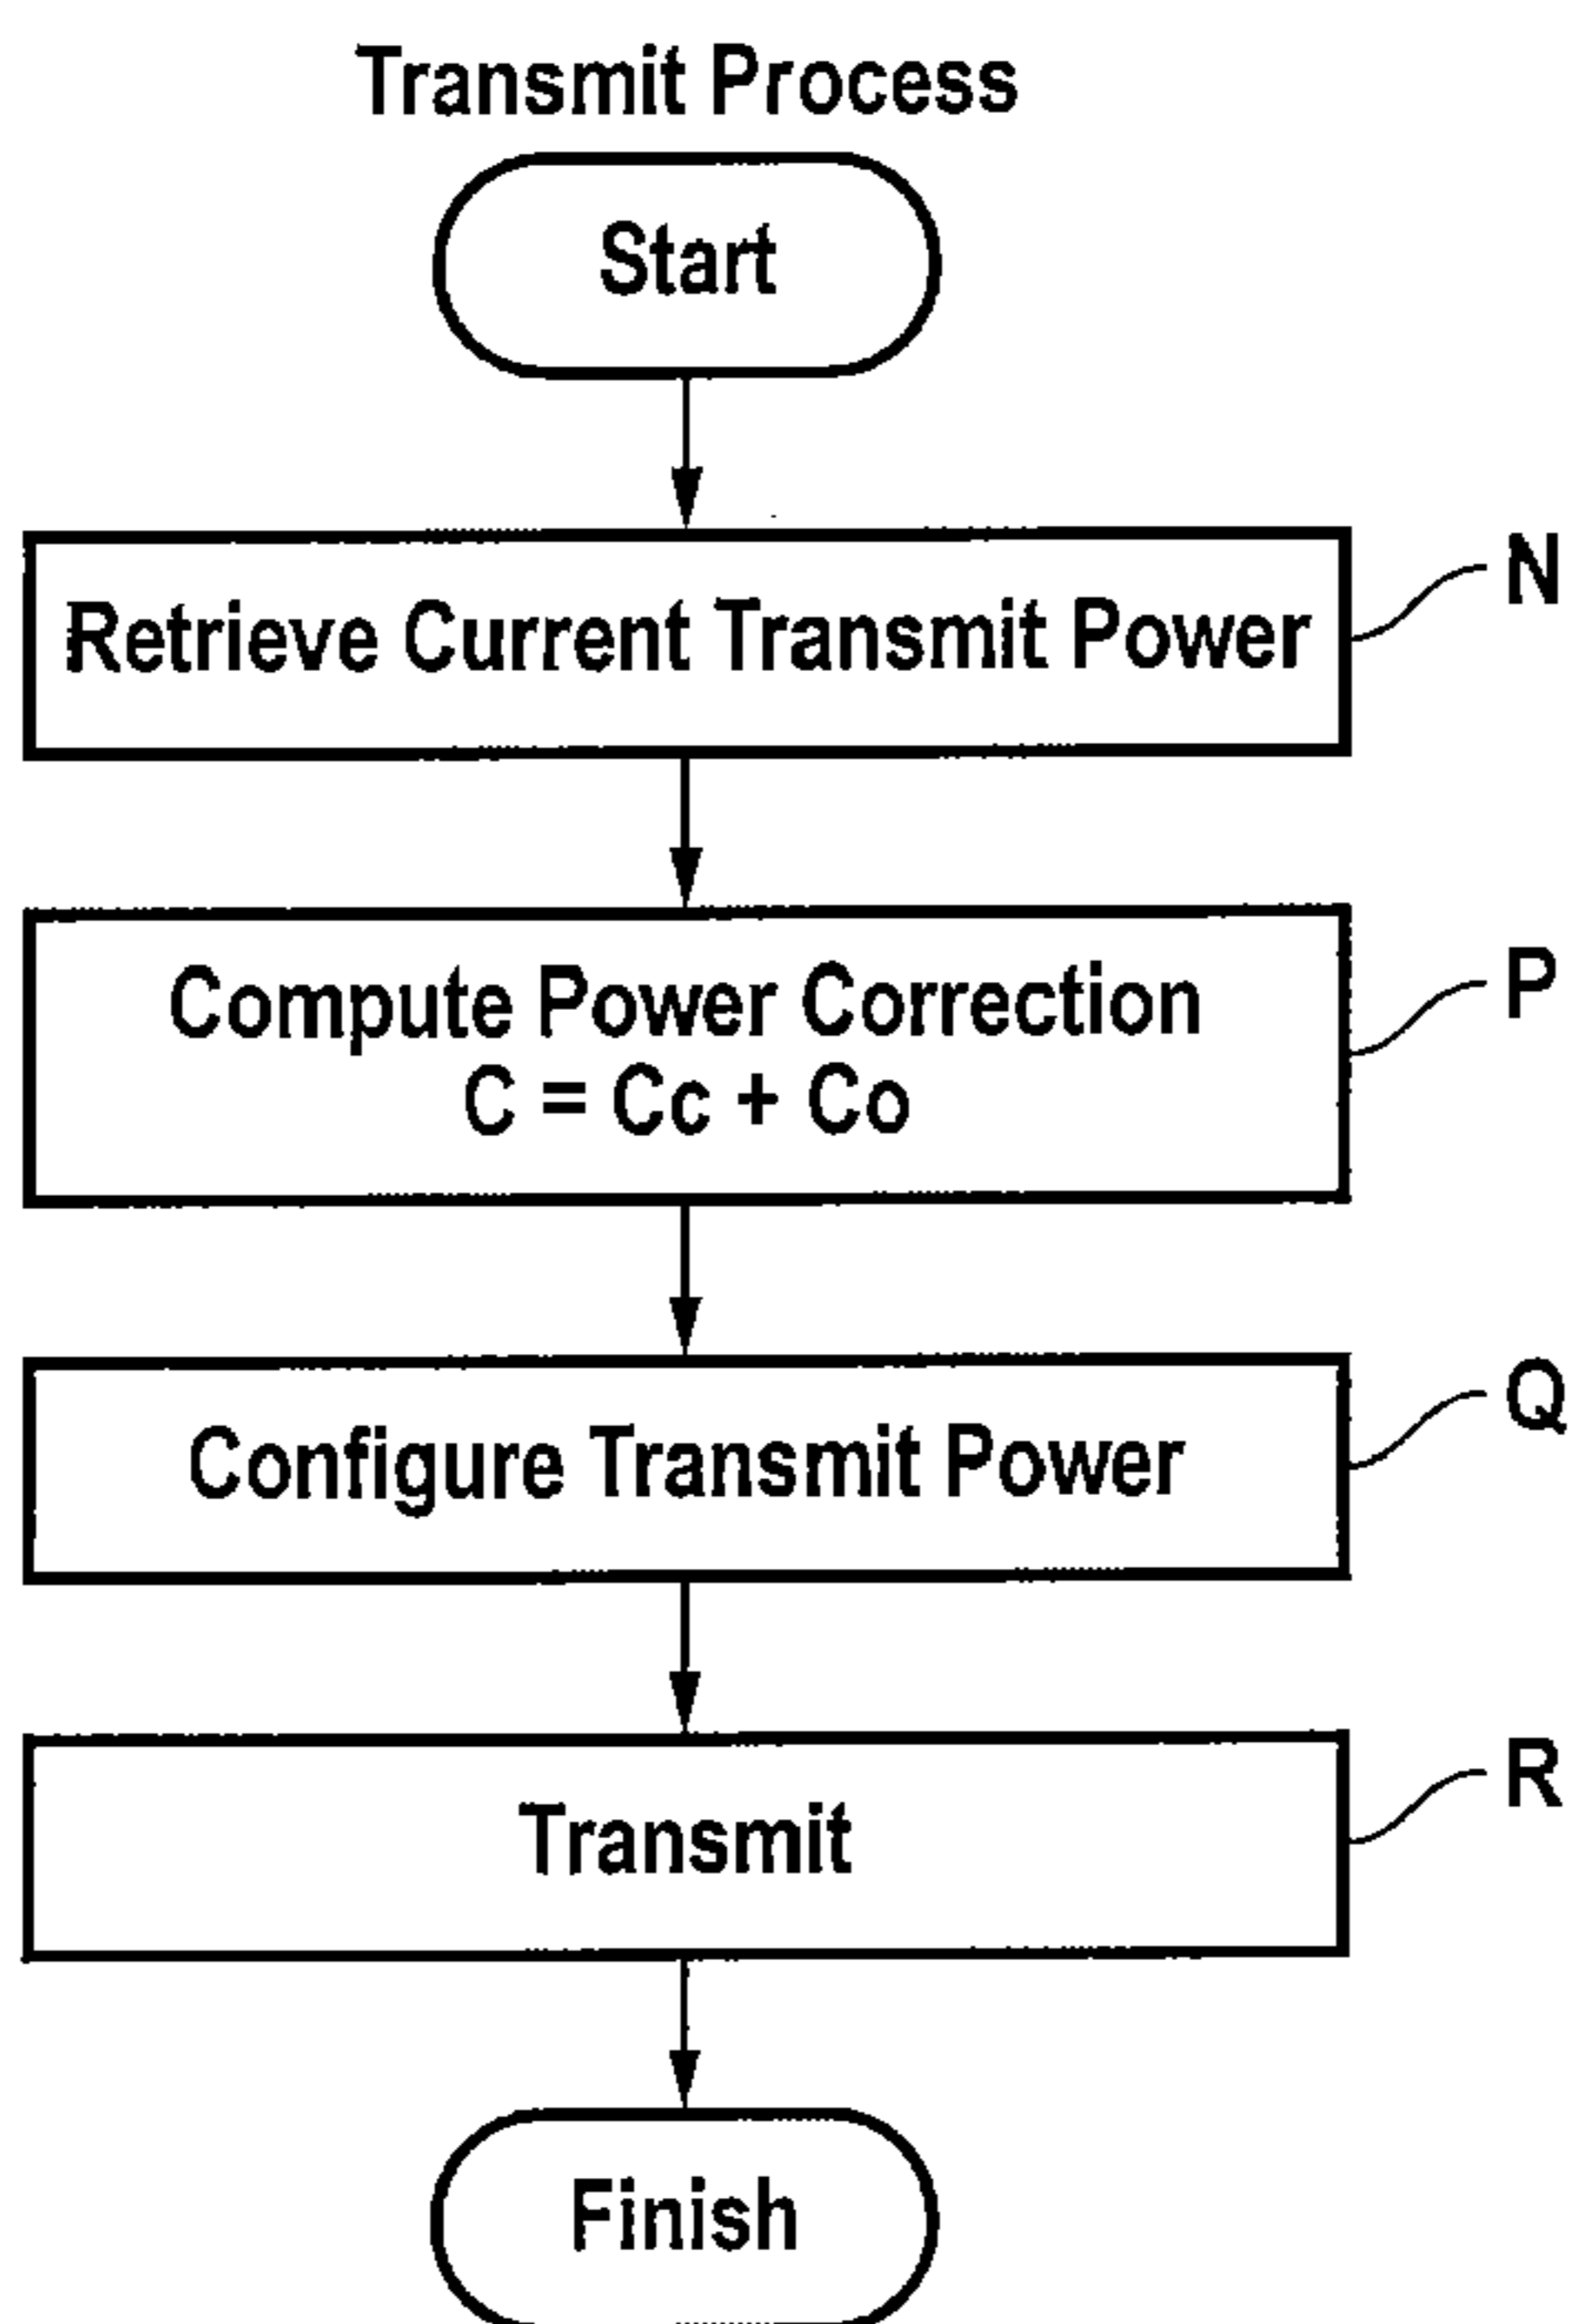 Transmit Process
Start
Retrieve Current Transmit Power
N
Compute Power Correction
C = Cc + Co
P
Configure Transmit Power
Q
Transmit
R
Finish